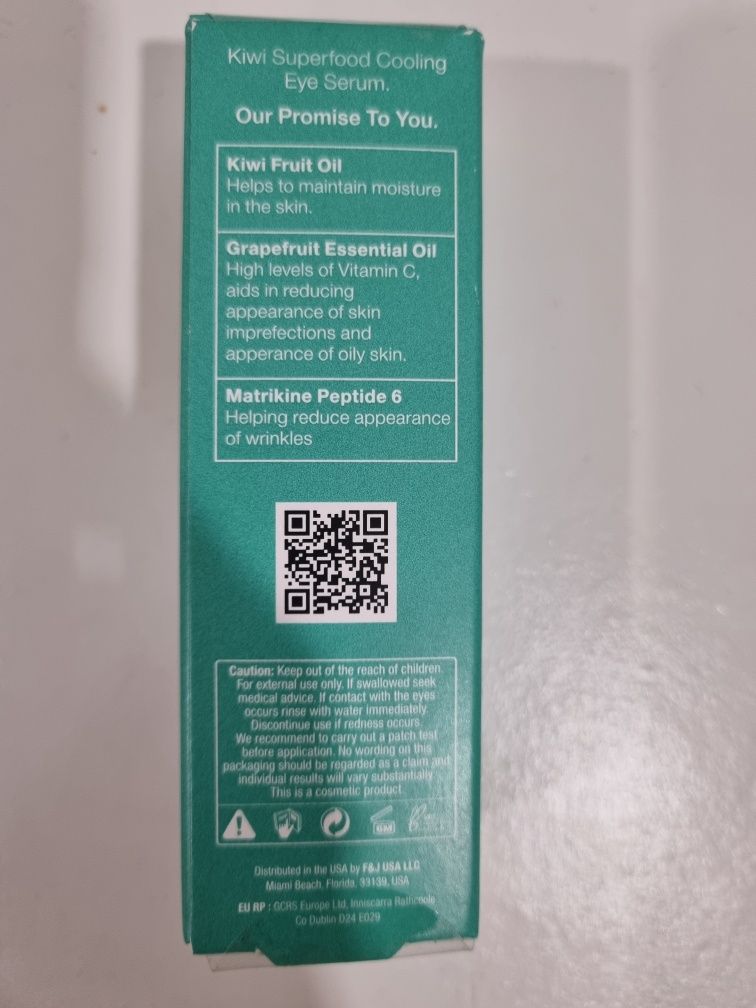 Kiwi Superfood Cooling
Eye Serum.
Our Promise To You.
Kiwi Fruit Oil
Helps to maintain moisture
in the skin.
Grapefruit Essential Oil
High levels of Vitamin C,
aids in reducing
appearance of skin
imprefections and
apperance of oily skin.
Matrikine Peptide 6
Helping reduce appearance
of wrinkles
Caution: Keep out of the reach of children.
For external use only. If swallowed seek
medical advice. If contact with the eyes
occurs rinse with water immediately.
Discontinue use if redness occurs.
We recommend to carry out a patch test
before application. No wording on this
packaging should be regarded as a claim and
individual results will vary substantially
This is a cosmetic product
Distributed in the USA by F&J USA LLC
Miami Beach, Florida, 33139, USA
EU RP : GCRS Europe Ltd, Inniscarra
Co Dublin D24 E029